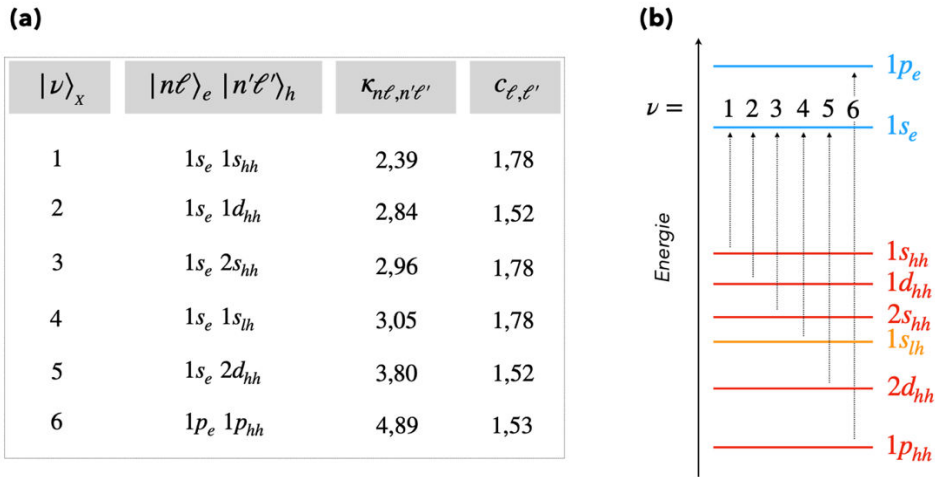 (a)
|ν⟩X |nℓ⟩e |n'ℓ'⟩h κnℓ,n'ℓ' cℓ,ℓ'
1 1se 1shh 2,39 1,78
2 1se 1dhh 2,84 1,52
3 1se 2shh 2,96 1,78
4 1se 1slh 3,05 1,78
5 1se 2dhh 3,80 1,52
6 1pe 1phh 4,89 1,53
(b)
Energie
1pe
ν = 1 2 3 4 5 6
1se
1shh
1dhh
2shh
1slh
2dhh
1phh